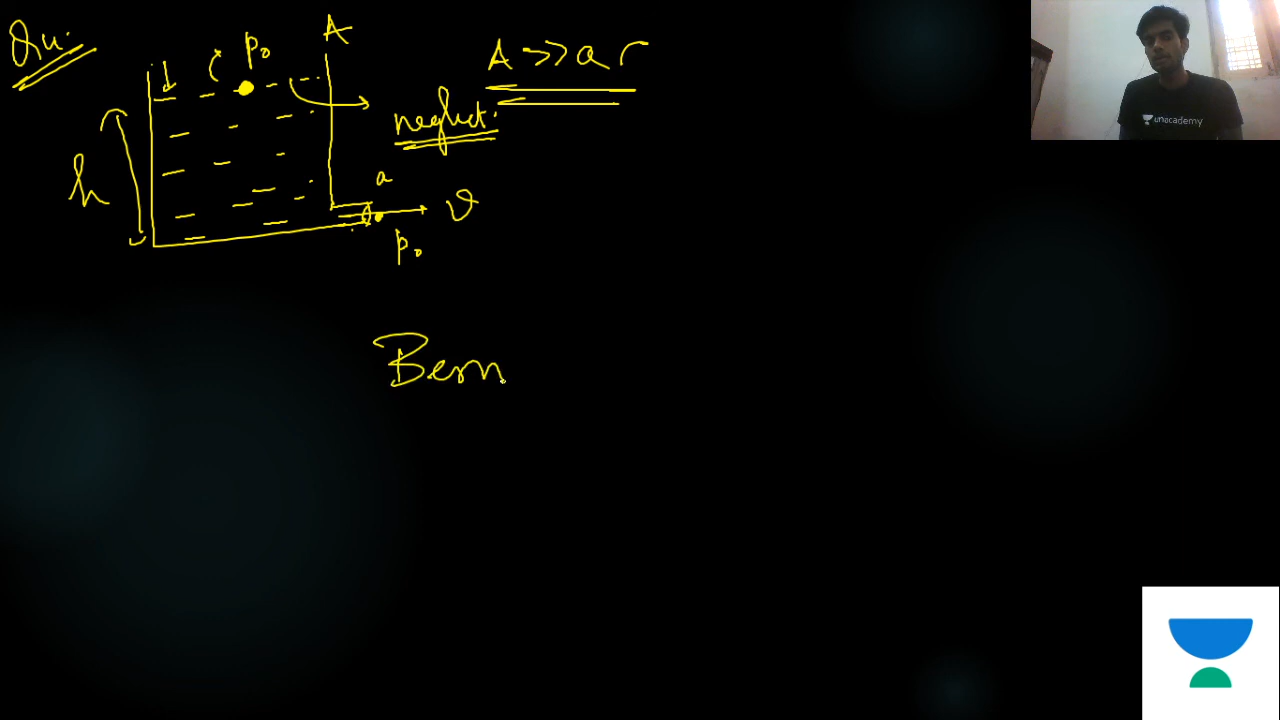 Qu.
A
p₀
A >> a
neglect.
h
a
v
p₀
Bern
unacademy